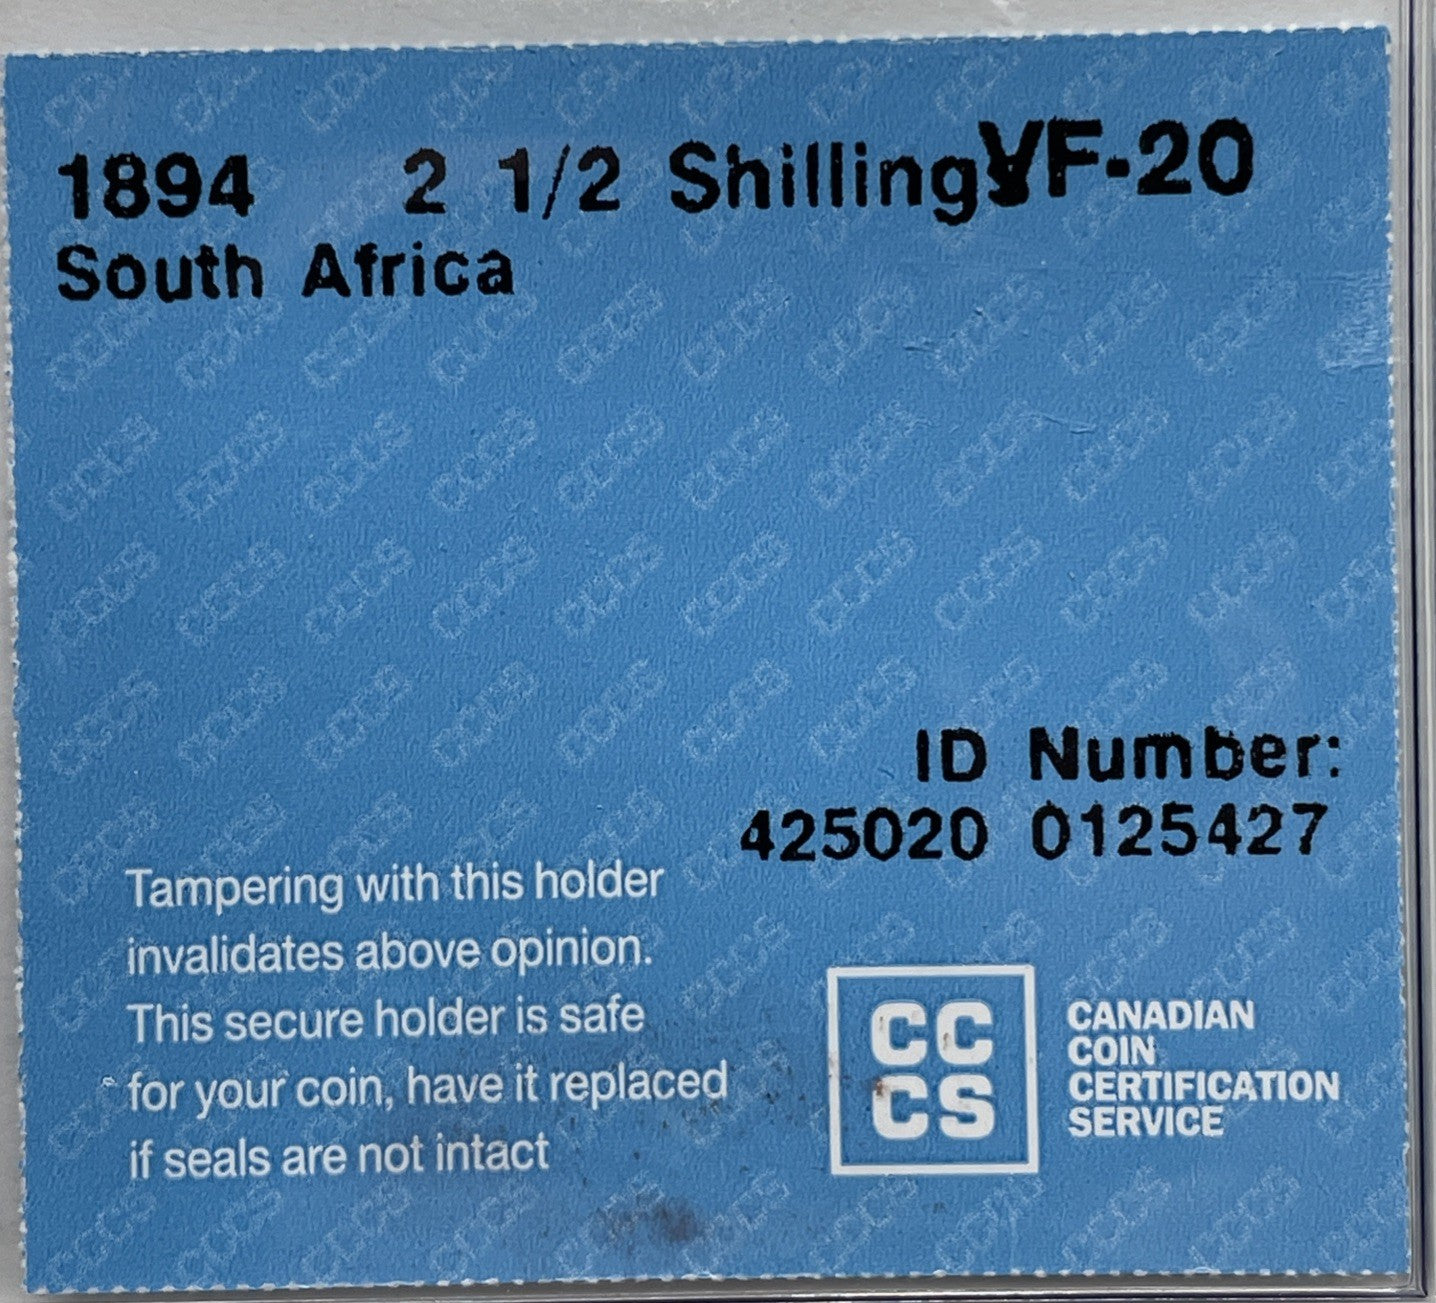 1894 2 1/2 Shillings VF-20
South Africa
ID Number:
425020 0125427
Tampering with this holder
invalidates above opinion.
This secure holder is safe
for your coin, have it replaced
if seals are not intact
CC
CS
CANADIAN
COIN
CERTIFICATION
SERVICE